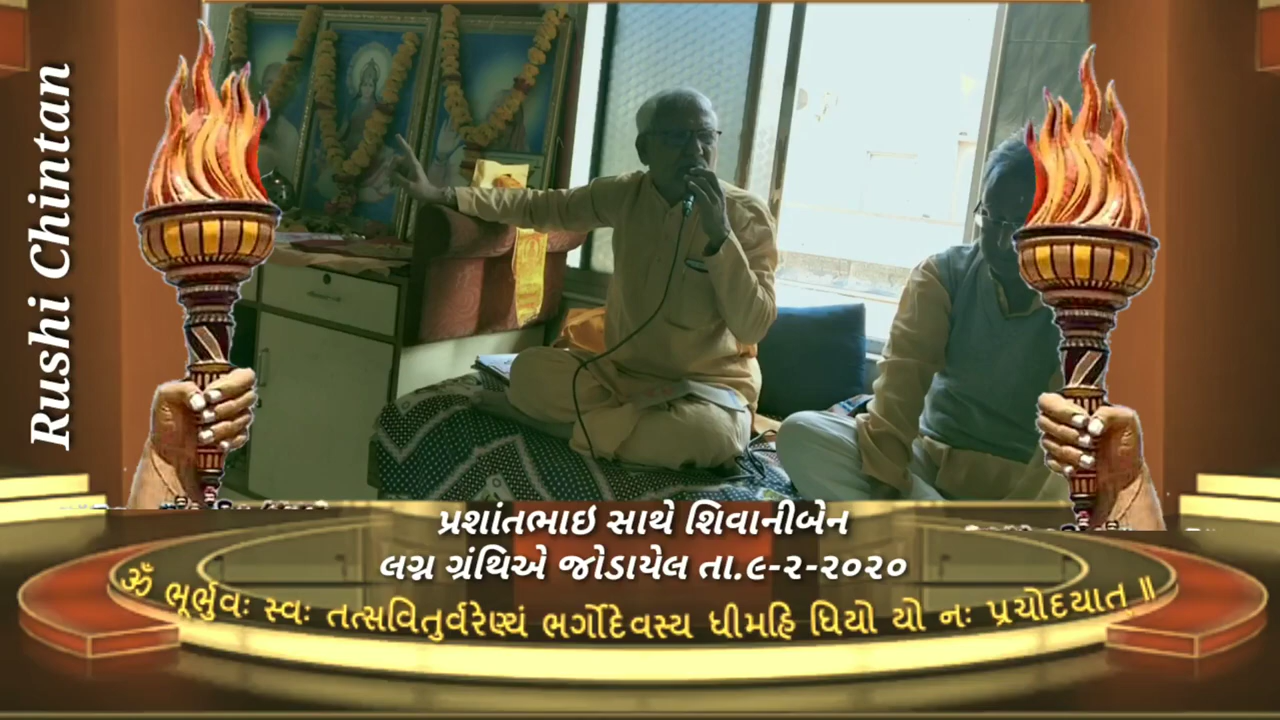 Rushi Chintan
પ્રશાંતભાઇ સાથે શિવાનીબેન
લગ્ન ગ્રંથિએ જોડાયેલ તા.૯-૨-૨૦૨૦
ૐ ભૂર્ભુવઃ સ્વઃ તત્સવિતુર્વરેણ્યં ભર્ગોદેવસ્ય ધીમહિ ધિયો યો નઃ પ્રચોદયાત ॥